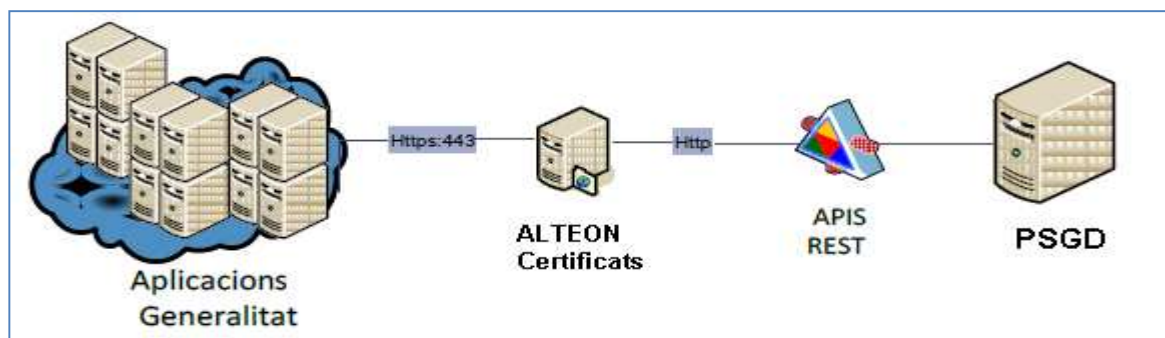 Https:443
Http
ALTEON
Certificats
APIS
REST
PSGD
Aplicacions
Generalitat